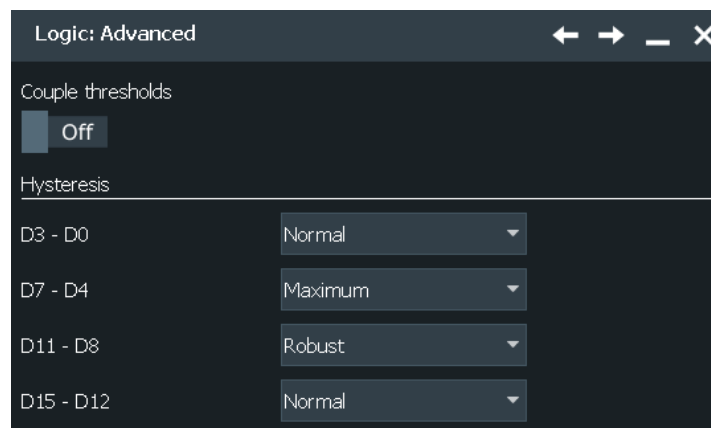 Logic: Advanced
Couple thresholds
Off
Hysteresis
D3 - D0 Normal
D7 - D4 Maximum
D11 - D8 Robust
D15 - D12 Normal